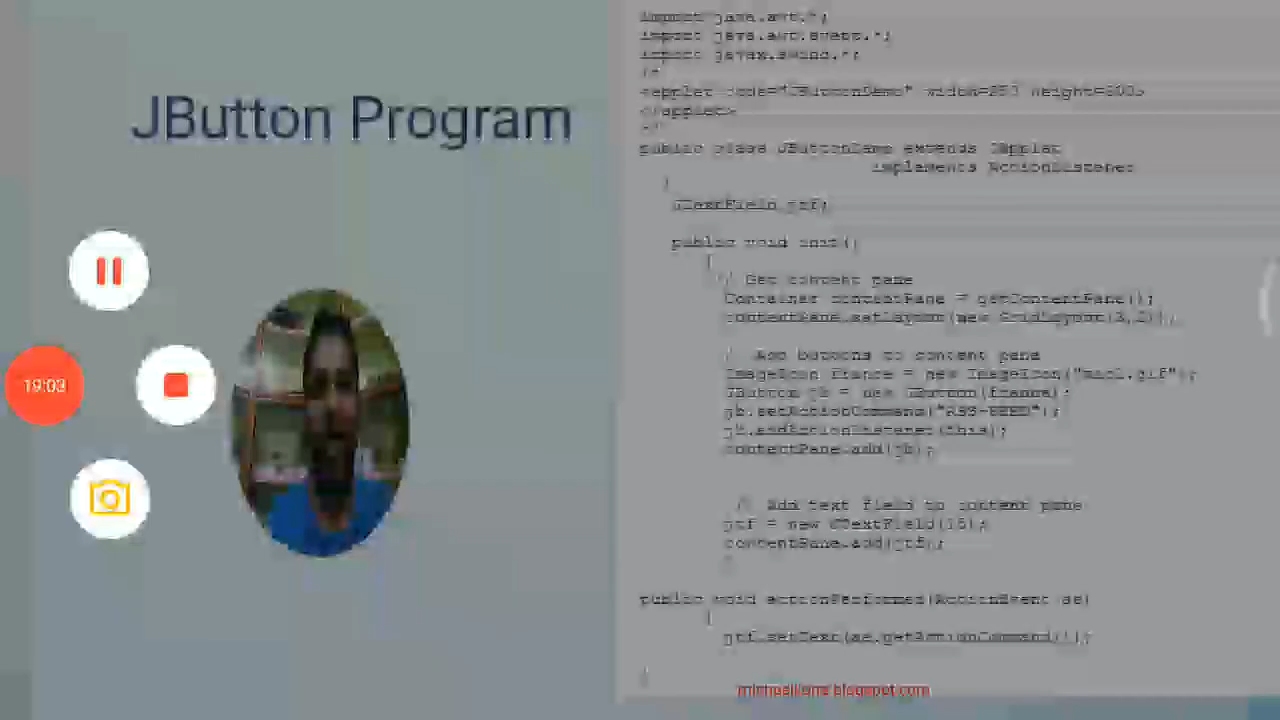 JButton Program
19:03
import java.awt.*;
import java.awt.event.*;
import javax.swing.*;
/*
<applet code="JButtonDemo" width=250 height=300>
</applet>
*/
public class JButtonDemo extends JApplet
implements ActionListener
{
JTextField jtf;
public void init()
{
// Get content pane
Container contentPane = getContentPane();
contentPane.setLayout(new GridLayout(3,2));
// Add buttons to content pane
ImageIcon france = new ImageIcon(
JButton jb = new JButton(france);
jb.setActionCommand("RSS-FEED");
jb.addActionListener(this);
contentPane.add(jb);
// Add text field to content pane
jtf = new JTextField(15);
contentPane.add(jtf);
}
public void actionPerformed(ActionEvent ae)
{
jtf.setText(ae.getActionCommand());
}